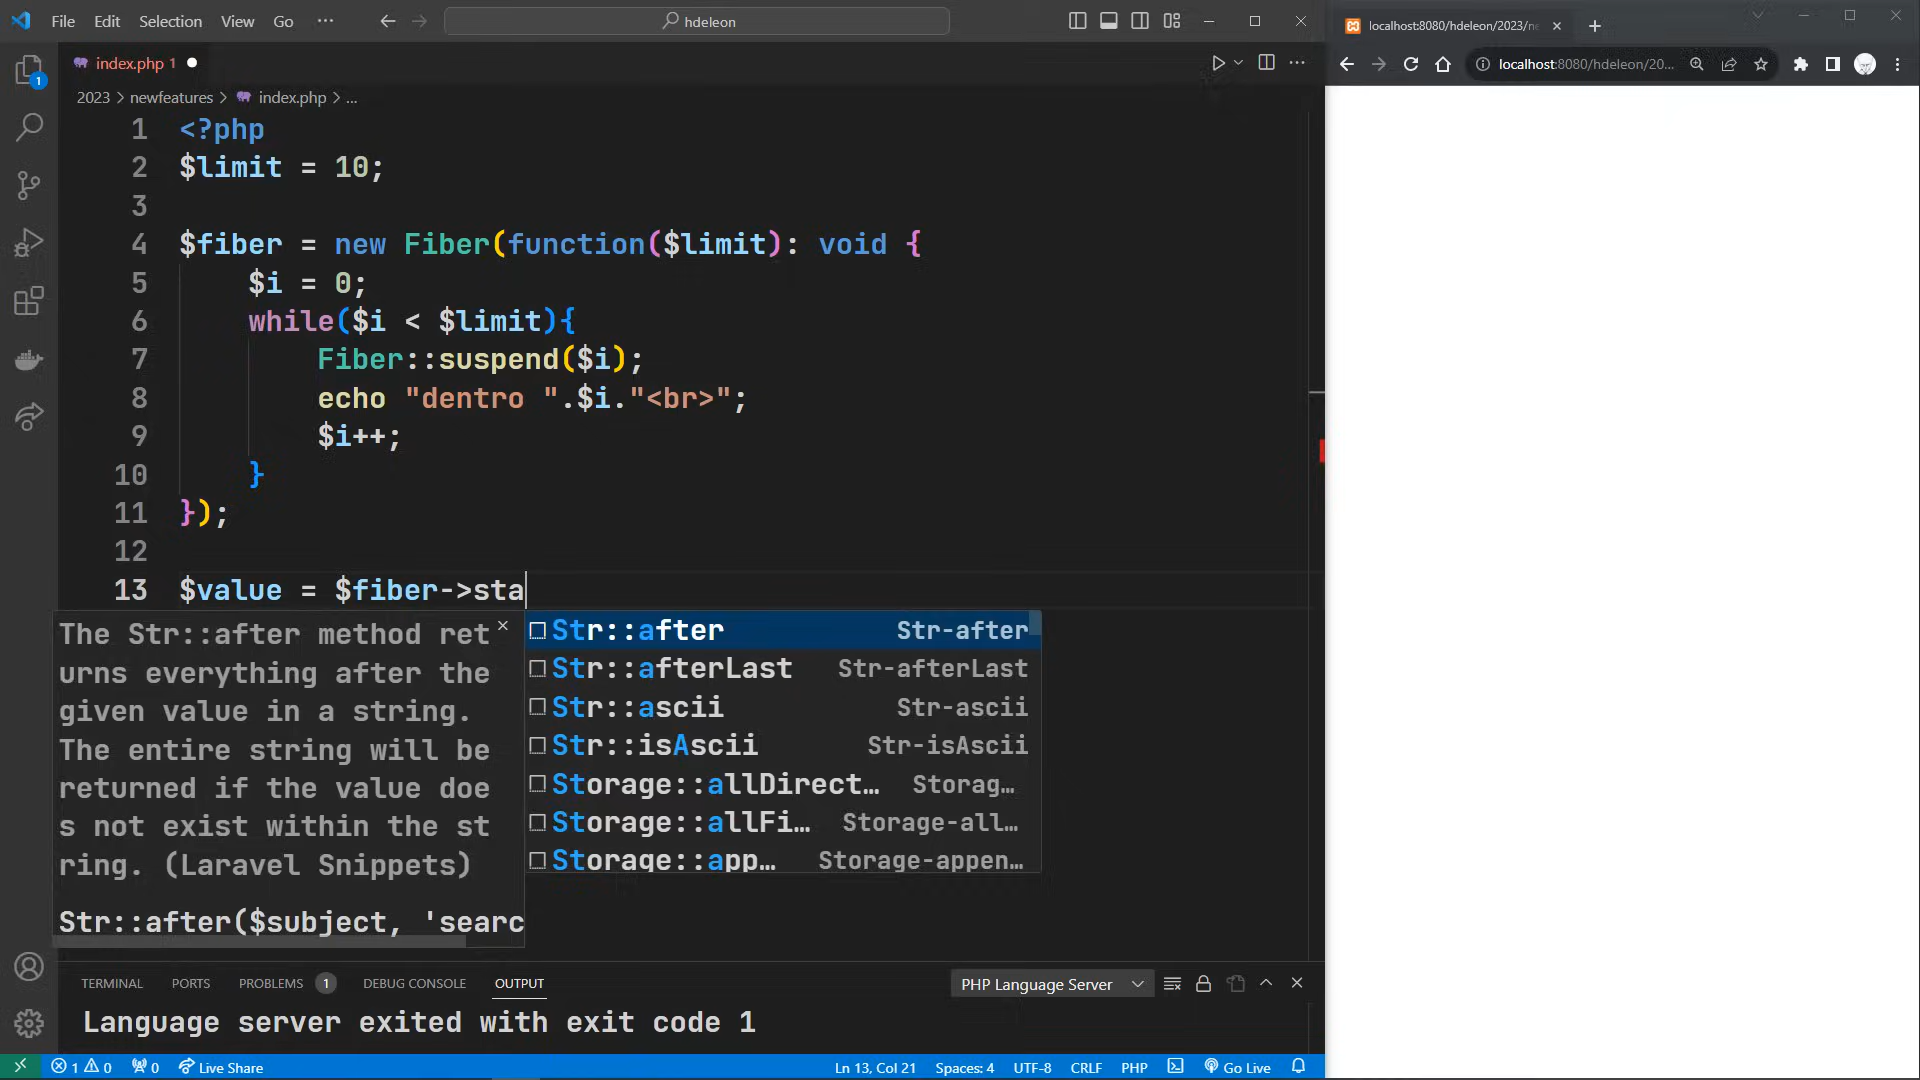 File Edit Selection View Go ··· hdeleon
index.php 1
2023 > newfeatures > index.php > ...
1 <?php
2 $limit = 10;
3
4 $fiber = new Fiber(function($limit): void {
5 $i = 0;
6 while($i < $limit){
7 Fiber::suspend($i);
8 echo "dentro ".$i."<br>";
9 $i++;
10 }
11 });
12
13 $value = $fiber->sta
The Str::after method ret
urns everything after the
given value in a string.
The entire string will be
returned if the value doe
s not exist within the st
ring. (Laravel Snippets)
Str::after($subject, 'searc
Str::after Str-after
Str::afterLast Str-afterLast
Str::ascii Str-ascii
Str::isAscii Str-isAscii
Storage::allDirect… Storag…
Storage::allFi… Storage-all…
Storage::app… Storage-appen…
TERMINAL PORTS PROBLEMS 1 DEBUG CONSOLE OUTPUT PHP Language Server
Language server exited with exit code 1
1 0 0 Live Share Ln 13, Col 21 Spaces: 4 UTF-8 CRLF PHP Go Live
1
localhost:8080/hdeleon/2023/ne
localhost:8080/hdeleon/20...